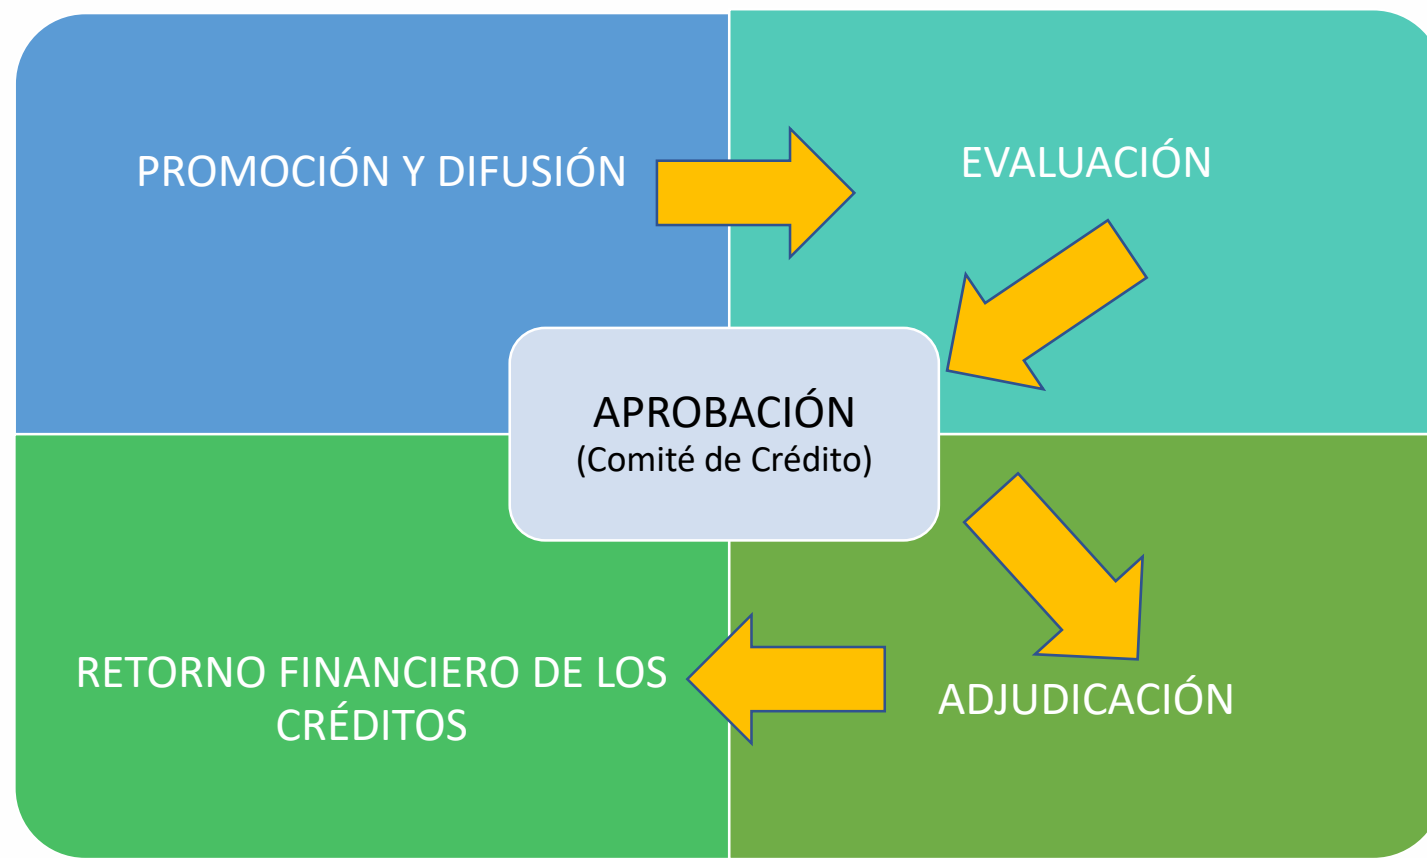 PROMOCIÓN Y DIFUSIÓN
EVALUACIÓN
APROBACIÓN
(Comité de Crédito)
RETORNO FINANCIERO DE LOS
CRÉDITOS
ADJUDICACIÓN